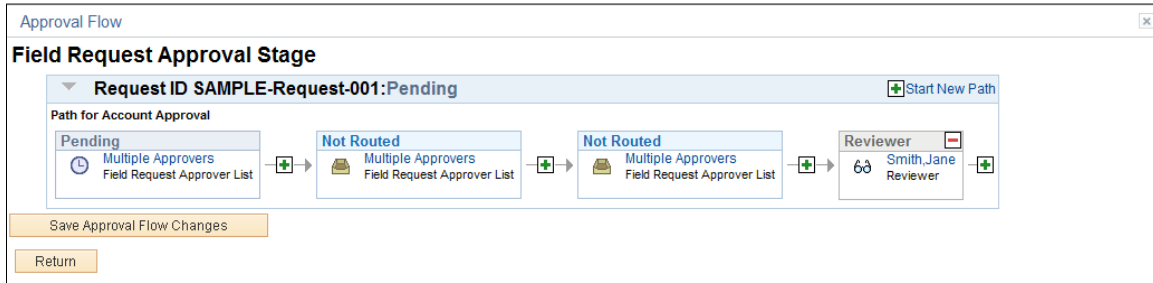 Approval Flow
Field Request Approval Stage
Request ID SAMPLE-Request-001:Pending
Start New Path
Path for Account Approval
Pending
Multiple Approvers
Field Request Approver List
Not Routed
Multiple Approvers
Field Request Approver List
Not Routed
Multiple Approvers
Field Request Approver List
Reviewer
Smith,Jane
Reviewer
Save Approval Flow Changes
Return